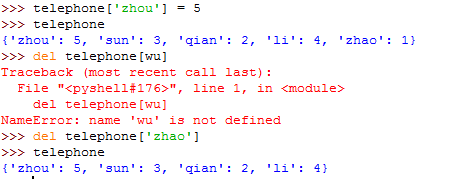 >>> telephone['zhou'] = 5
>>> telephone
{'zhou': 5, 'sun': 3, 'qian': 2, 'li': 4, 'zhao': 1}
>>> del telephone[wu]
Traceback (most recent call last):
  File "<pyshell#176>", line 1, in <module>
    del telephone[wu]
NameError: name 'wu' is not defined
>>> del telephone['zhao']
>>> telephone
{'zhou': 5, 'sun': 3, 'qian': 2, 'li': 4}